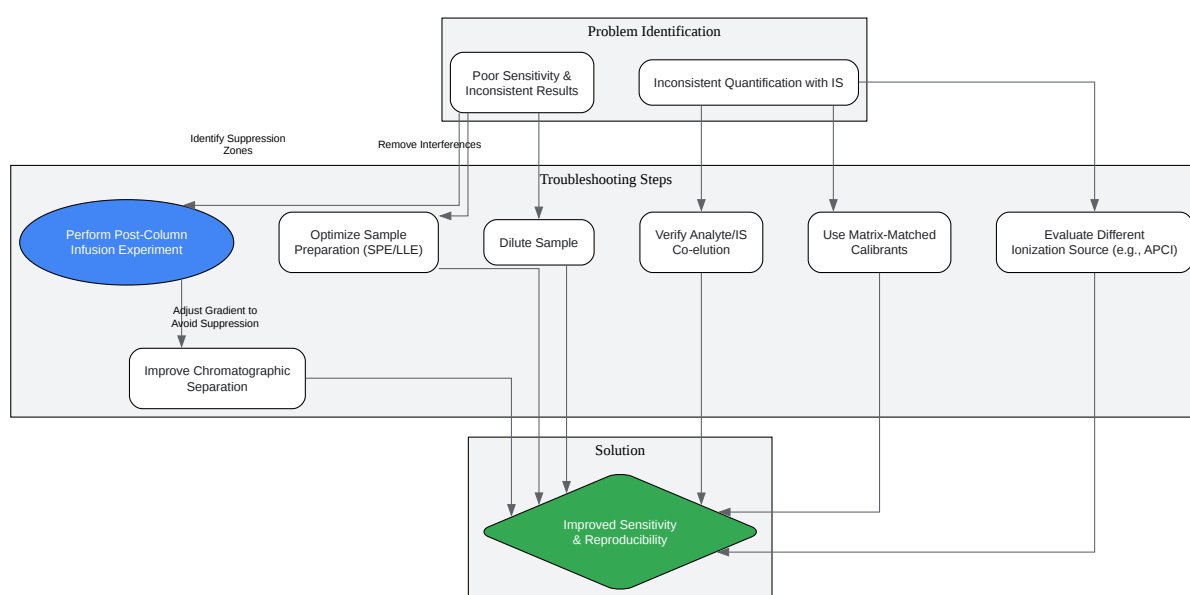 Problem Identification
Poor Sensitivity &
Inconsistent Results
Inconsistent Quantification with IS
Identify Suppression
Zones
Remove Interferences
Troubleshooting Steps
Perform Post-Column
Infusion Experiment
Optimize Sample
Preparation (SPE/LLE)
Dilute Sample
Verify Analyte/IS
Co-elution
Use Matrix-Matched
Calibrants
Evaluate Different
Ionization Source (e.g., APCI)
Adjust Gradient to
Avoid Suppression
Improve Chromatographic
Separation
Solution
Improved Sensitivity
& Reproducibility